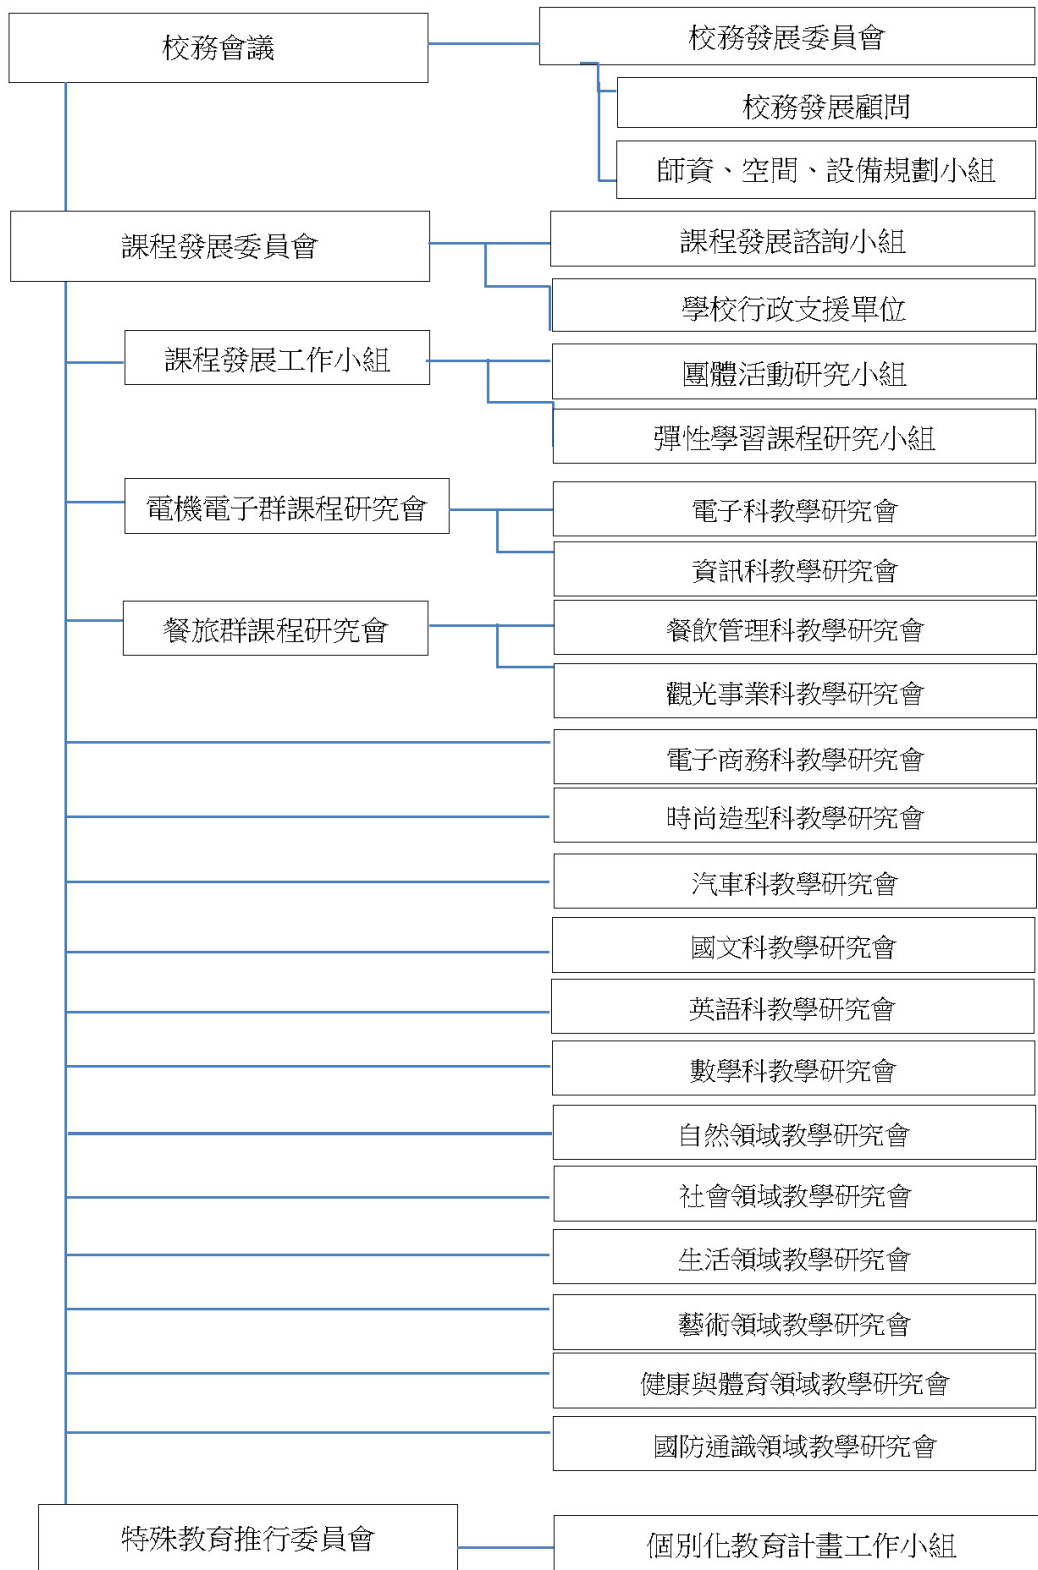 校務會議
校務發展委員會
校務發展顧問
師資、空間、設備規劃小組
課程發展委員會
課程發展諮詢小組
學校行政支援單位
課程發展工作小組
團體活動研究小組
彈性學習課程研究小組
電機電子群課程研究會
電子科教學研究會
資訊科教學研究會
餐旅群課程研究會
餐飲管理科教學研究會
觀光事業科教學研究會
電子商務科教學研究會
時尚造型科教學研究會
汽車科教學研究會
國文科教學研究會
英語科教學研究會
數學科教學研究會
自然領域教學研究會
社會領域教學研究會
生活領域教學研究會
藝術領域教學研究會
健康與體育領域教學研究會
國防通識領域教學研究會
特殊教育推行委員會
個別化教育計畫工作小組